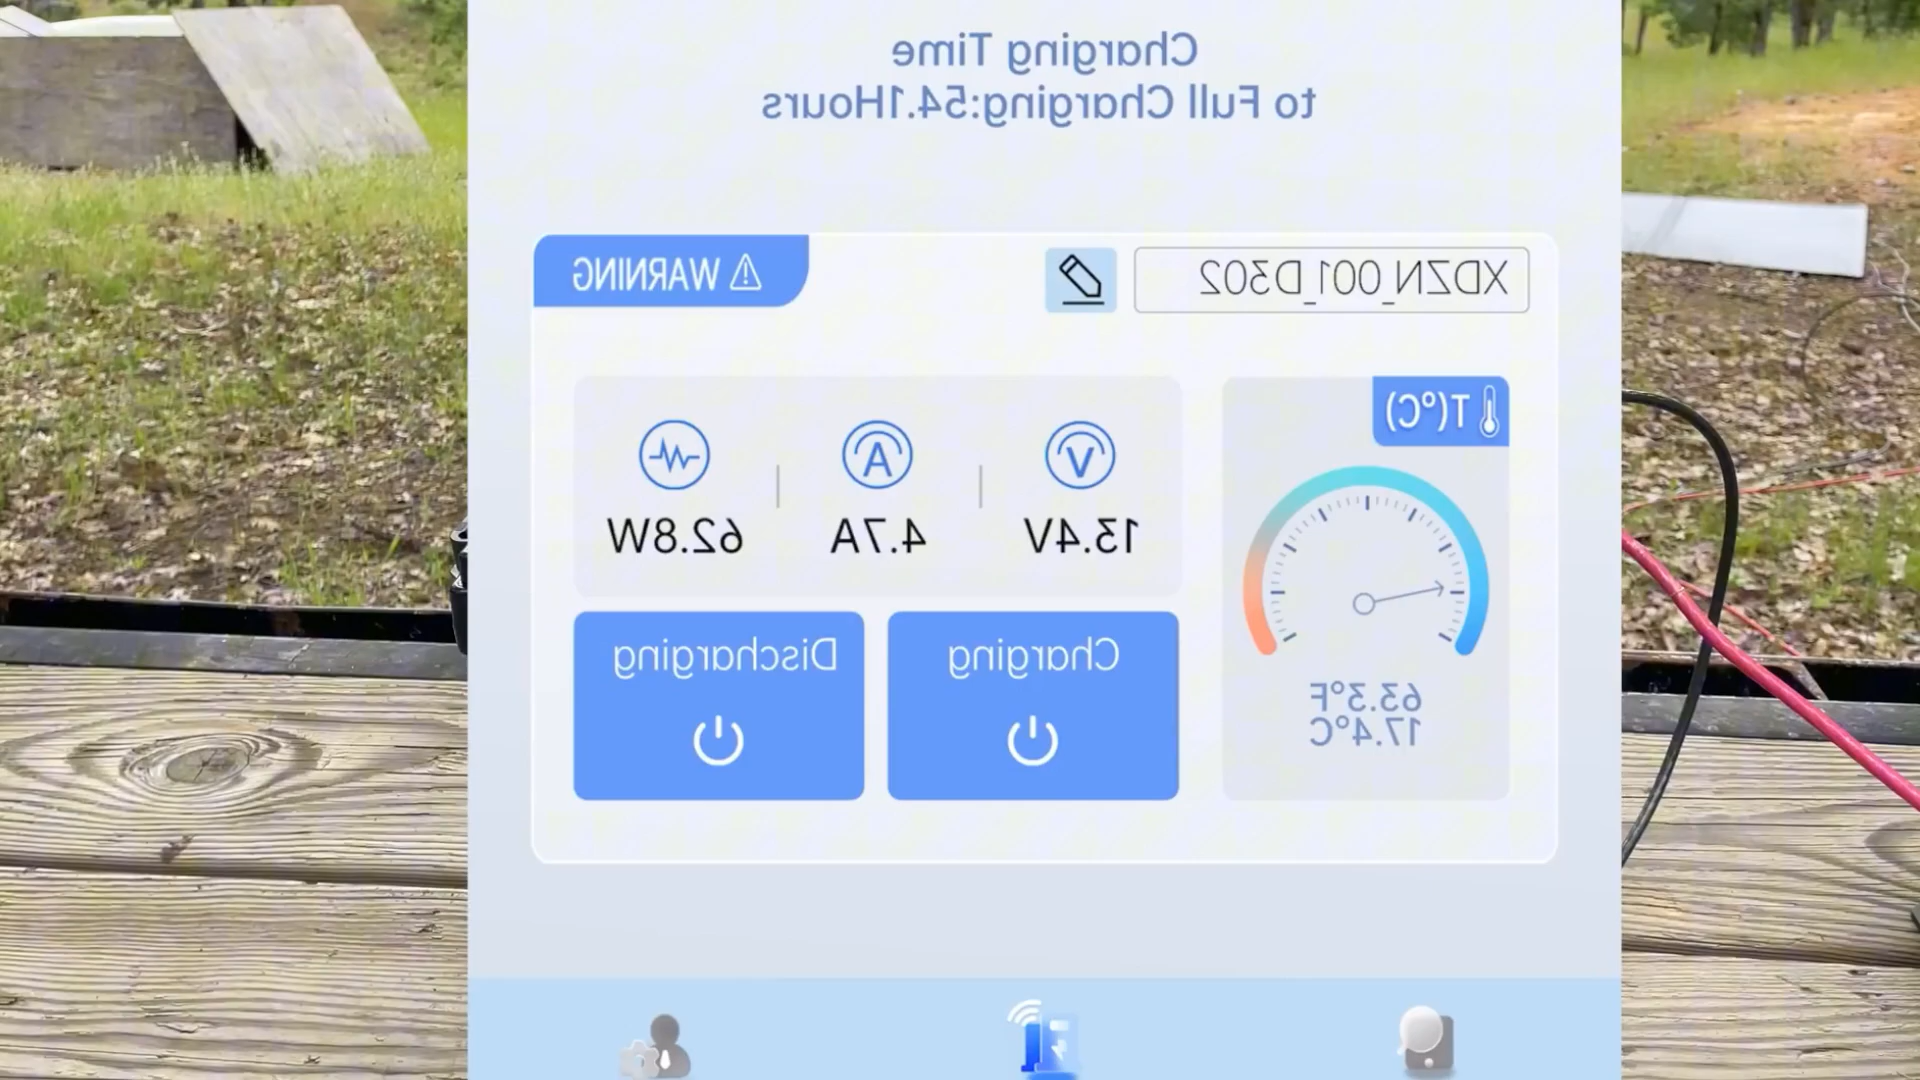 Charging Time
to Full Charging:54.1Hours
XDZN_001_D302
WARNING
T(°C)
V
A
13.4V
4.7A
62.8W
63.3°F
17.4°C
Charging
Discharging